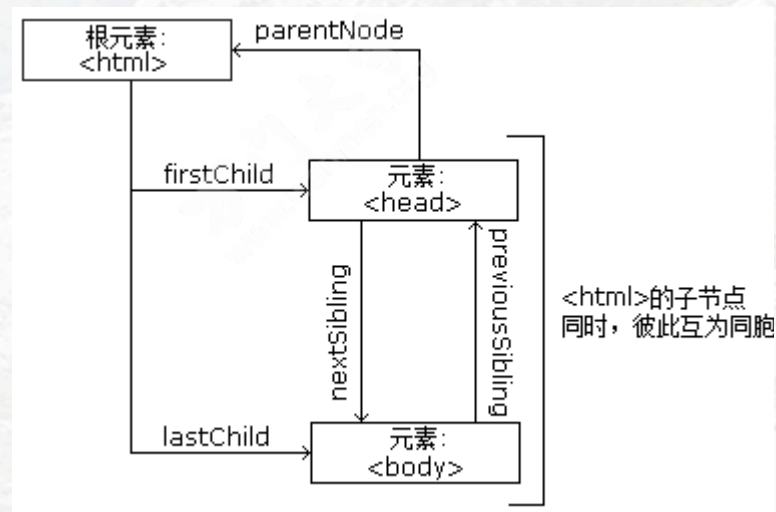 根元素:
<html>
parentNode
firstChild
元素:
<head>
nextSibling
previousSibling
<html>的子节点
同时，彼此互为同胞
lastChild
元素:
<body>